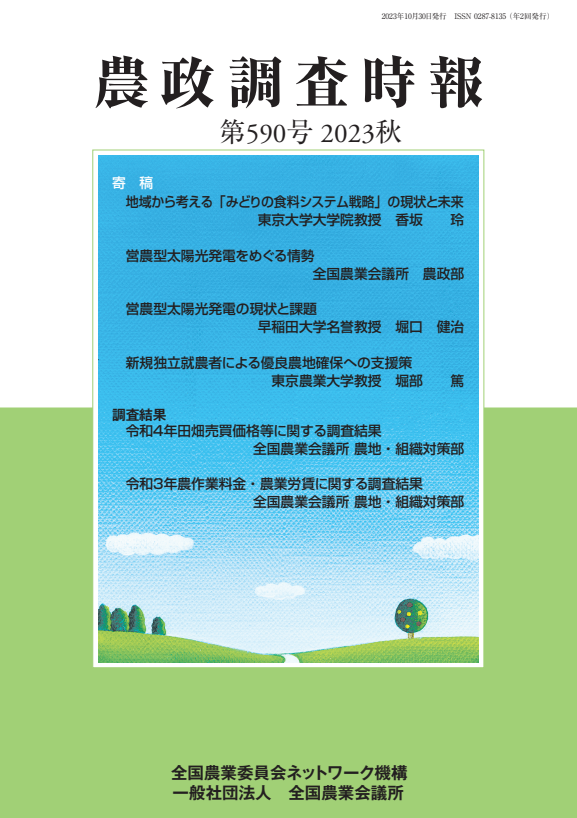 2023年10月30日発行　ISSN 0287-8135（年2回発行）
農政調査時報
第590号 2023秋
寄　稿
地域から考える「みどりの食料システム戦略」の現状と未来
東京大学大学院教授　香坂　　玲
営農型太陽光発電をめぐる情勢
全国農業会議所　農政部
営農型太陽光発電の現状と課題
早稲田大学名誉教授　堀口　健治
新規独立就農者による優良農地確保への支援策
東京農業大学教授　堀部　　篤
調査結果
令和4年田畑売買価格等に関する調査結果
全国農業会議所 農地・組織対策部
令和3年農作業料金・農業労賃に関する調査結果
全国農業会議所 農地・組織対策部
全国農業委員会ネットワーク機構
一般社団法人　全国農業会議所